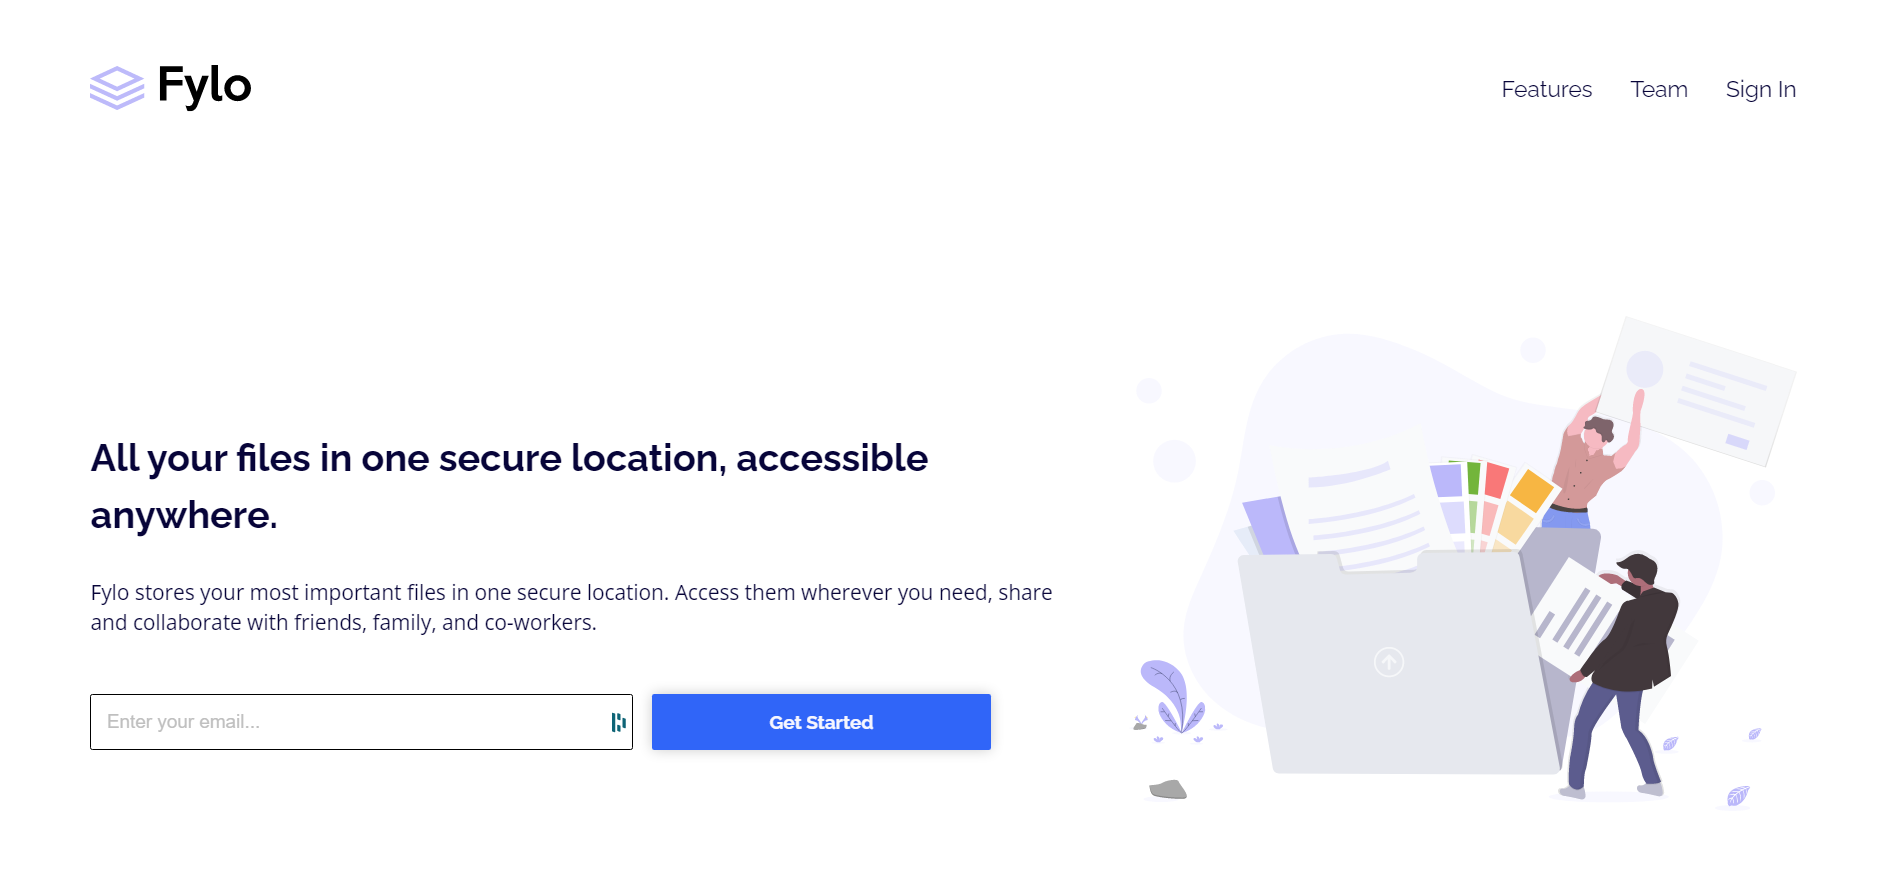 Fylo
Features Team Sign In
All your files in one secure location, accessible
anywhere.
Fylo stores your most important files in one secure location. Access them wherever you need, share
and collaborate with friends, family, and co-workers.
Enter your email...
Get Started